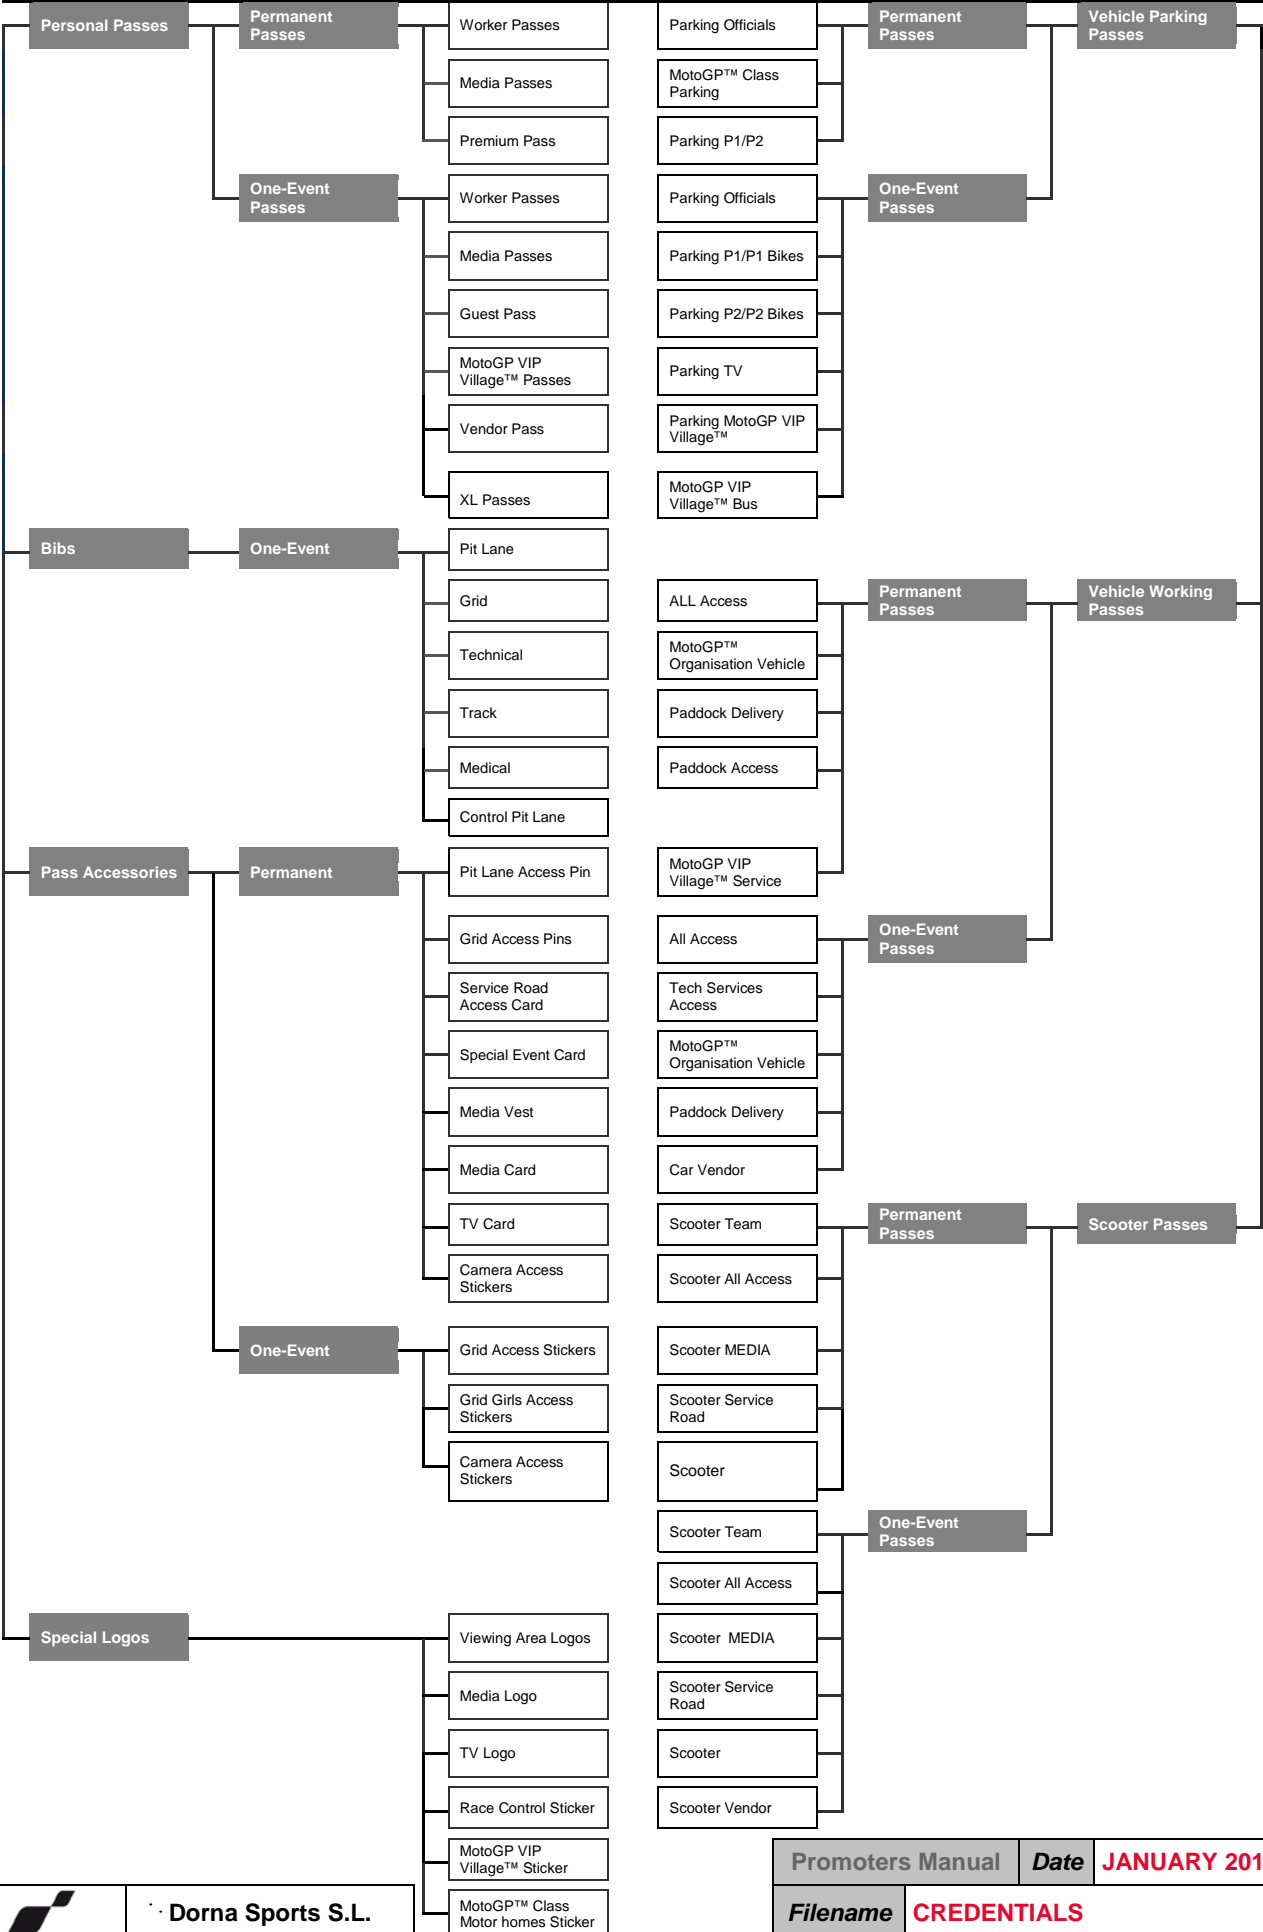 Personal Passes
Permanent
Passes
Worker Passes
Media Passes
Premium Pass
One-Event
Passes
Worker Passes
Media Passes
Guest Pass
MotoGP VIP
Village™ Passes
Vendor Pass
XL Passes
Bibs
One-Event
Pit Lane
Grid
Technical
Track
Medical
Control Pit Lane
Pass Accessories
Permanent
Pit Lane Access Pin
Grid Access Pins
Service Road
Access Card
Special Event Card
Media Vest
Media Card
TV Card
Camera Access
Stickers
One-Event
Grid Access Stickers
Grid Girls Access
Stickers
Camera Access
Stickers
Special Logos
Viewing Area Logos
Media Logo
TV Logo
Race Control Sticker
MotoGP VIP
Village™ Sticker
MotoGP™ Class
Motor homes Sticker
Parking Officials
Permanent
Passes
Vehicle Parking
Passes
MotoGP™ Class
Parking
Parking P1/P2
Parking Officials
One-Event
Passes
Parking P1/P1 Bikes
Parking P2/P2 Bikes
Parking TV
Parking MotoGP VIP
Village™
MotoGP VIP
Village™ Bus
ALL Access
Permanent
Passes
Vehicle Working
Passes
MotoGP™
Organisation Vehicle
Paddock Delivery
Paddock Access
MotoGP VIP
Village™ Service
All Access
One-Event
Passes
Tech Services
Access
MotoGP™
Organisation Vehicle
Paddock Delivery
Car Vendor
Scooter Team
Permanent
Passes
Scooter Passes
Scooter All Access
Scooter MEDIA
Scooter Service
Road
Scooter
Scooter Team
One-Event
Passes
Scooter All Access
Scooter MEDIA
Scooter Service
Road
Scooter
Scooter Vendor
Dorna Sports S.L.
Promoters Manual Date JANUARY 201
Filename CREDENTIALS